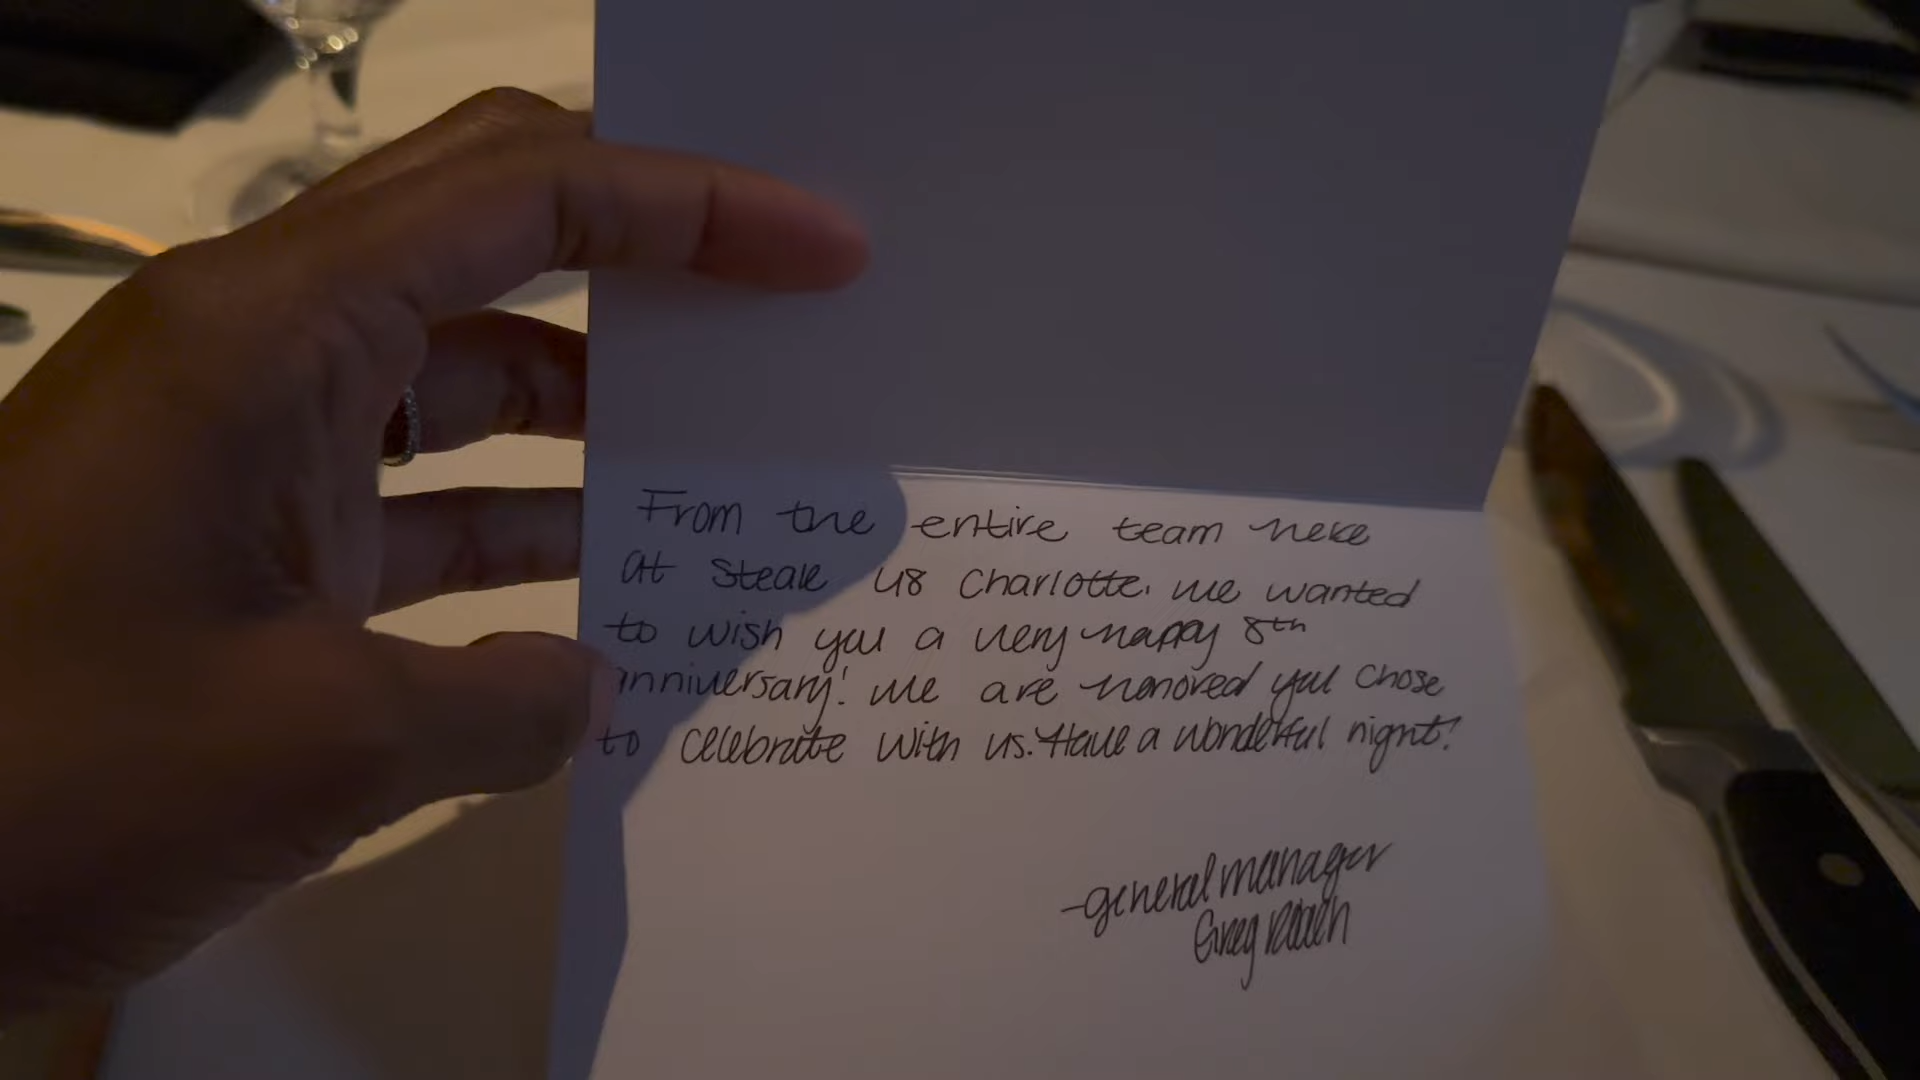 From the entire team here
at Steak 48 Charlotte. We wanted
to wish you a very happy 8th
anniversary! We are honored you chose
to celebrate with us. Have a wonderful night!
-general manager
Greg